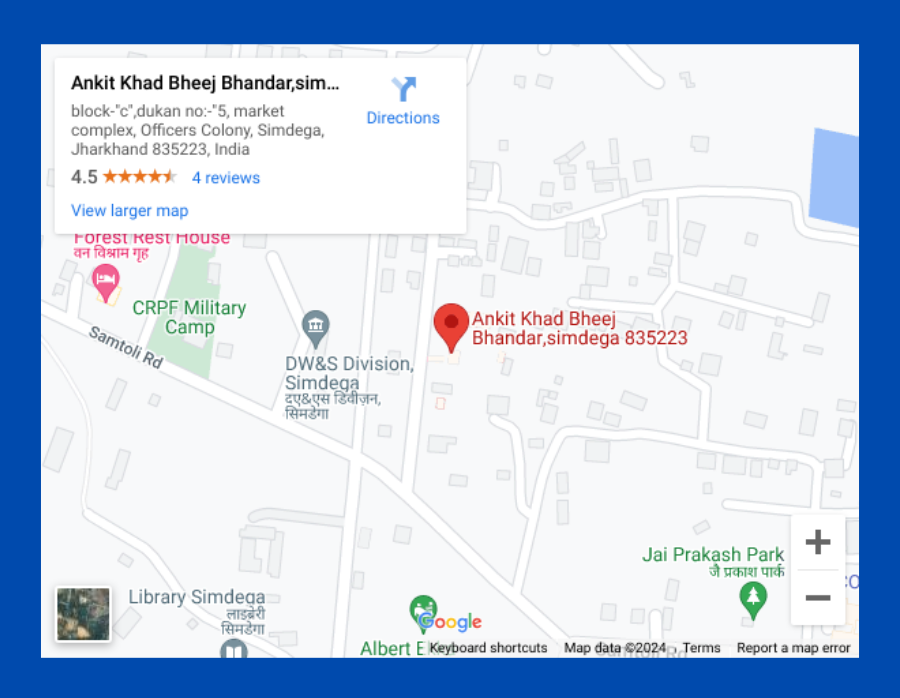 Ankit Khad Bheej Bhandar,sim...
block-"c",dukan no:-"5, market
complex, Officers Colony, Simdega,
Jharkhand 835223, India
Directions
4.5
4 reviews
View larger map
Forest Rest House
वन विश्राम गृह
CRPF Military
Camp
Samtoli Rd
DW&S Division,
Simdega
दए&एस डिवीज़न,
सिमडेगा
Ankit Khad Bheej
Bhandar,simdega 835223
Jai Prakash Park
जै प्रकाश पार्क
Library Simdega
लाइब्रेरी
सिमडेगा
Albert
Google
Samtoli Rd
Keyboard shortcuts
Map data ©2024
Terms
Report a map error